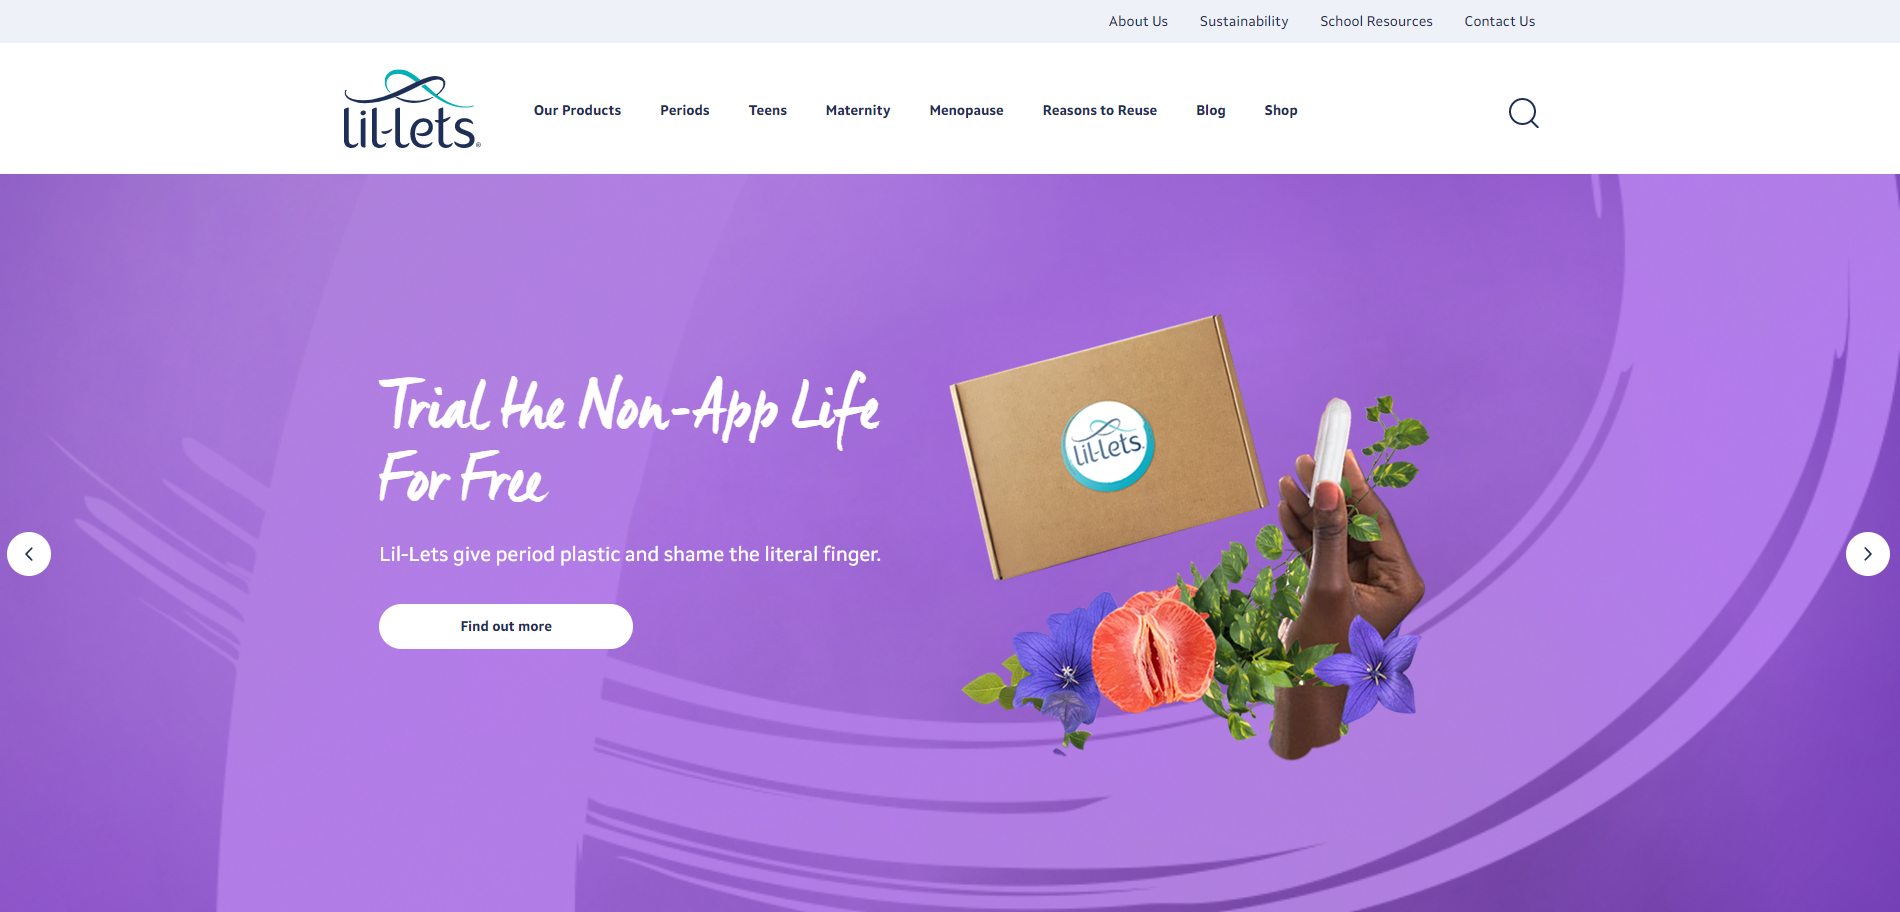 About Us Sustainability School Resources Contact Us
lil-lets®
Our Products Periods Teens Maternity Menopause Reasons to Reuse Blog Shop
Trial the Non-App Life
For Free
lil-lets.
Lil-Lets give period plastic and shame the literal finger.
Find out more